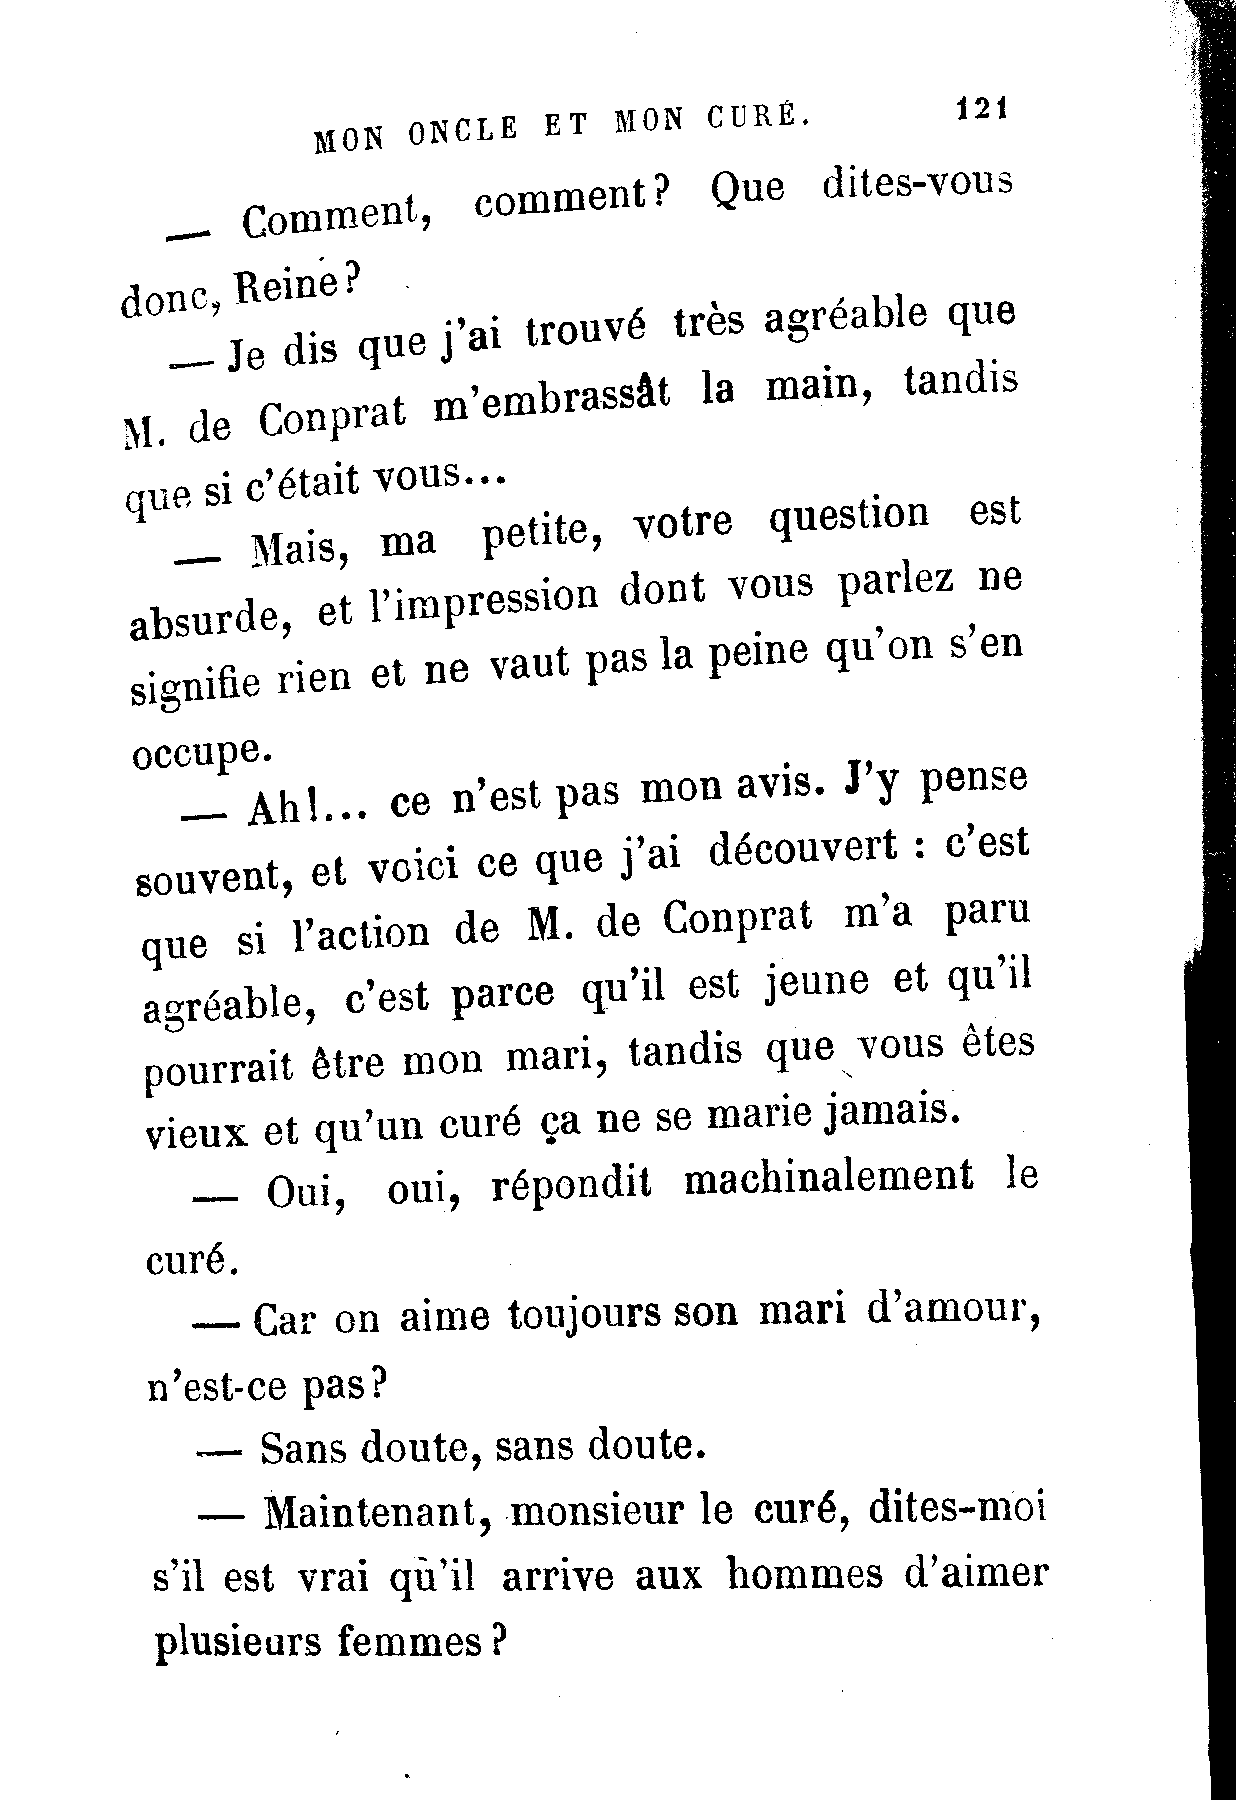 MON ONCLE ET MON CURÉ. 121
— Comment, comment? Que dites-vous
donc, Reine?
— Je dis que j'ai trouvé très agréable que
M. de Conprat m'embrassât la main, tandis
que si c'était vous...
— Mais, ma petite, votre question est
absurde, et l'impression dont vous parlez ne
signifie rien et ne vaut pas la peine qu'on s'en
occupe.
— Ah!... ce n'est pas mon avis. J'y pense
souvent, et voici ce que j'ai découvert : c'est
que si l'action de M. de Conprat m'a paru
agréable, c'est parce qu'il est jeune et qu'il
pourrait être mon mari, tandis que vous êtes
vieux et qu'un curé ça ne se marie jamais.
— Oui, oui, répondit machinalement le
curé.
— Car on aime toujours son mari d'amour,
n'est-ce pas?
— Sans doute, sans doute.
— Maintenant, monsieur le curé, dites-moi
s'il est vrai qu'il arrive aux hommes d'aimer
plusieurs femmes?